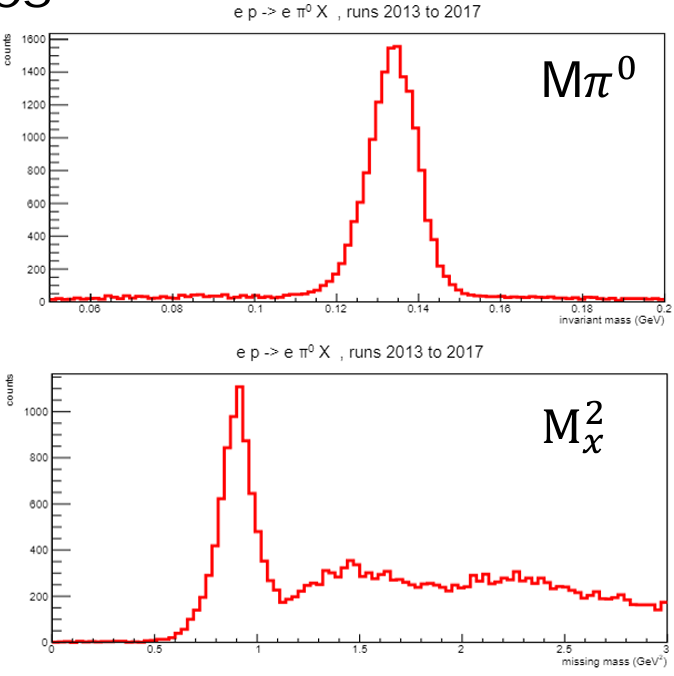 e p -> e π⁰ X , runs 2013 to 2017
counts
1600
1400
1200
1000
800
600
400
200
0
Mπ⁰
0.06 0.08 0.1 0.12 0.14 0.16 0.18 0.2
invariant mass (GeV)
e p -> e π⁰ X , runs 2013 to 2017
counts
1000
800
600
400
200
0
M²ₓ
0 0.5 1 1.5 2 2.5 3
missing mass (GeV²)